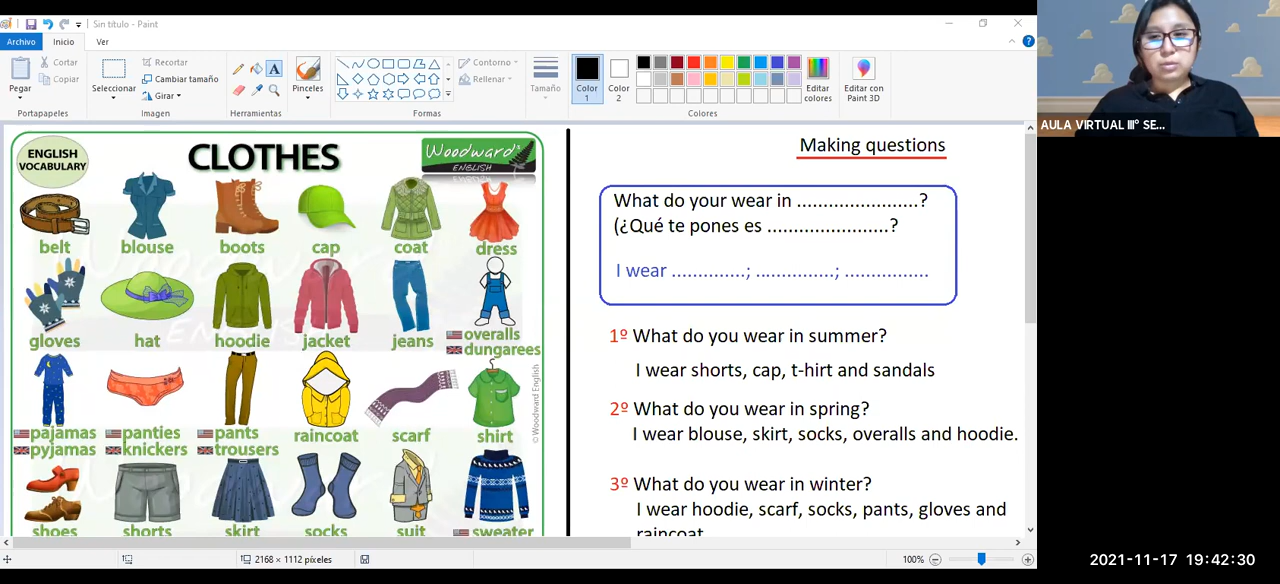 Sin título - Paint
Archivo
Inicio
Ver
Pegar
Cortar
Copiar
Portapapeles
Seleccionar
Recortar
Cambiar tamaño
Girar
Imagen
A
Herramientas
Pinceles
Contorno
Rellenar
Formas
Tamaño
Color
1
Color
2
Editar
colores
Editar con
Paint 3D
Colores
AULA VIRTUAL IIIº SE...
ENGLISH
VOCABULARY
CLOTHES
Woodward®
ENGLISH
belt
blouse
boots
cap
coat
dress
gloves
hat
hoodie
jacket
jeans
overalls
dungarees
pajamas
pyjamas
panties
knickers
pants
trousers
raincoat
scarf
shirt
© Woodward English
shoes
shorts
skirt
socks
suit
sweater
Making questions
What do your wear in .......................?
(¿Qué te pones es .......................?
I wear ..............; ..............; ................
1º What do you wear in summer?
I wear shorts, cap, t-hirt and sandals
2º What do you wear in spring?
I wear blouse, skirt, socks, overalls and hoodie.
3º What do you wear in winter?
I wear hoodie, scarf, socks, pants, gloves and
raincoat
2168 × 1112 píxeles
100%
2021-11-17 19:42:30